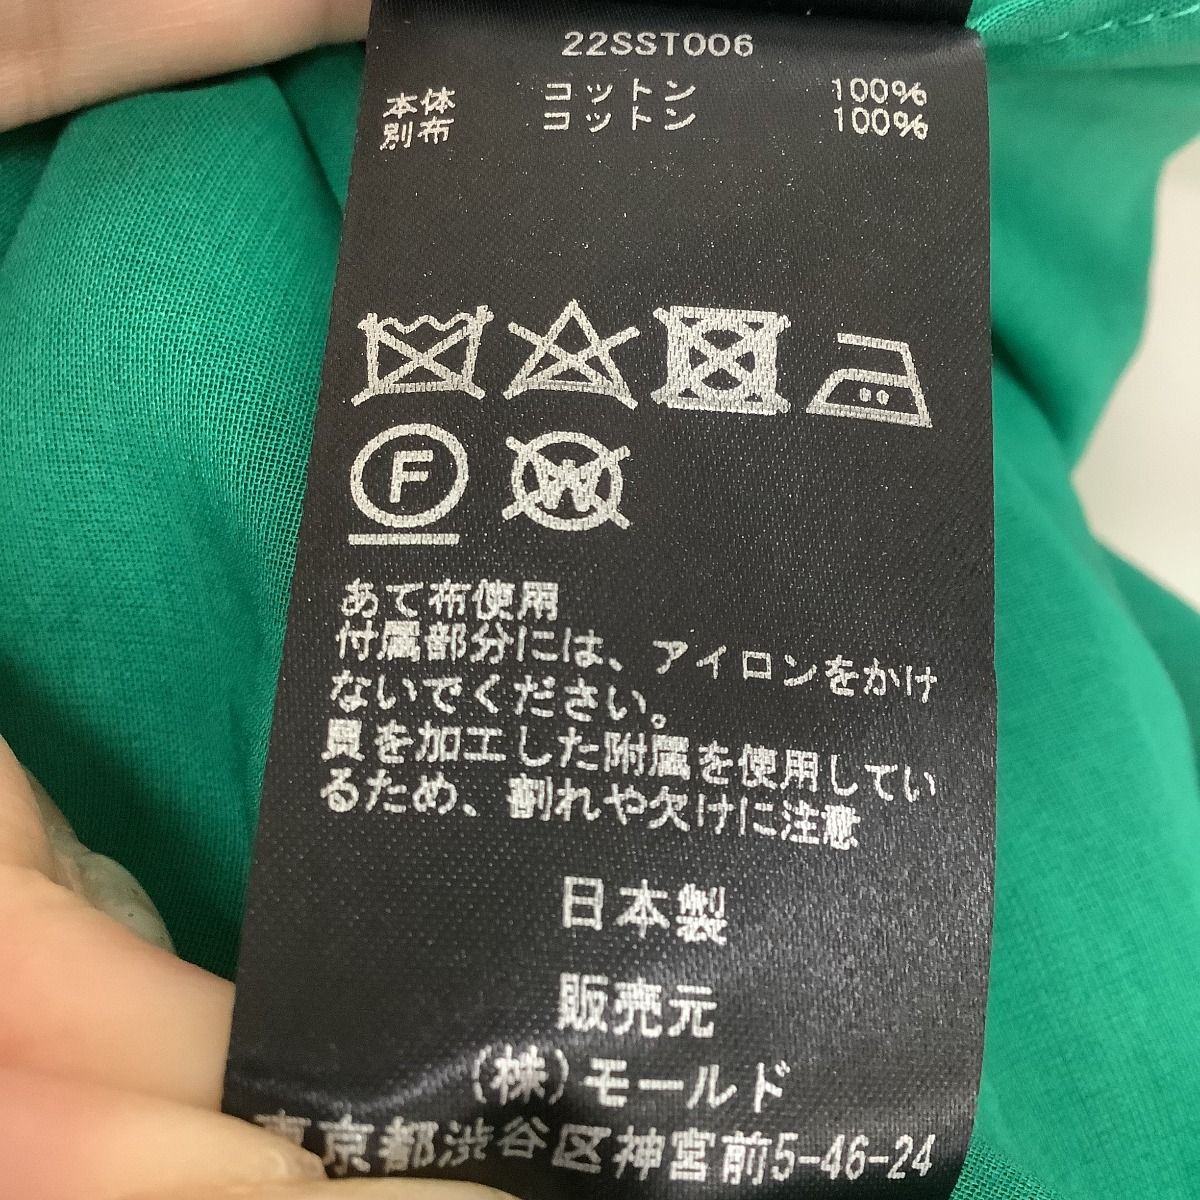 22SST006
本体 コットン 100%
別布 コットン 100%
F
W
あて布使用
付属部分には、アイロンをかけ
ないでください。
貝を加工した附属を使用してい
るため、割れや欠けに注意
日本製
販売元
(株)モールド
東京都渋谷区神宮前5-46-24